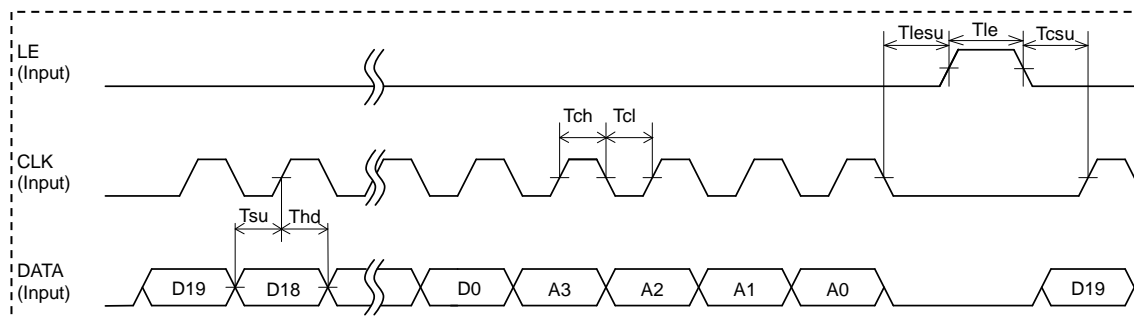 Tlesu Tle Tcsu
LE
(Input)
Tch Tcl
CLK
(Input)
Tsu Thd
DATA
(Input)
D19 D18 D0 A3 A2 A1 A0 D19